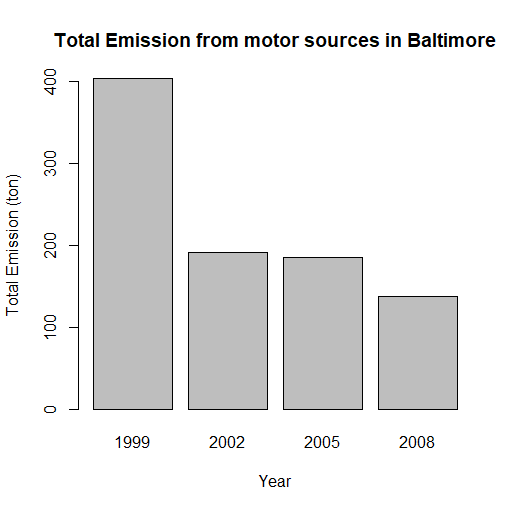 Total Emission from motor sources in Baltimore
Total Emission (ton)
400
300
200
100
0
1999 2002 2005 2008
Year